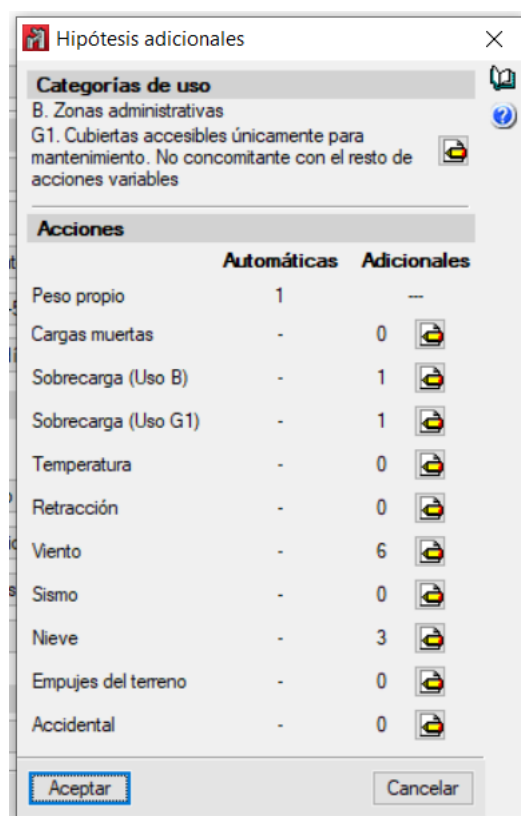 Hipótesis adicionales
Categorías de uso
B. Zonas administrativas
G1. Cubiertas accesibles únicamente para
mantenimiento. No concomitante con el resto de
acciones variables
Acciones
Automáticas Adicionales
Peso propio 1 ---
Cargas muertas - 0
Sobrecarga (Uso B) - 1
Sobrecarga (Uso G1) - 1
Temperatura - 0
Retracción - 0
Viento - 6
Sismo - 0
Nieve - 3
Empujes del terreno - 0
Accidental - 0
Aceptar Cancelar